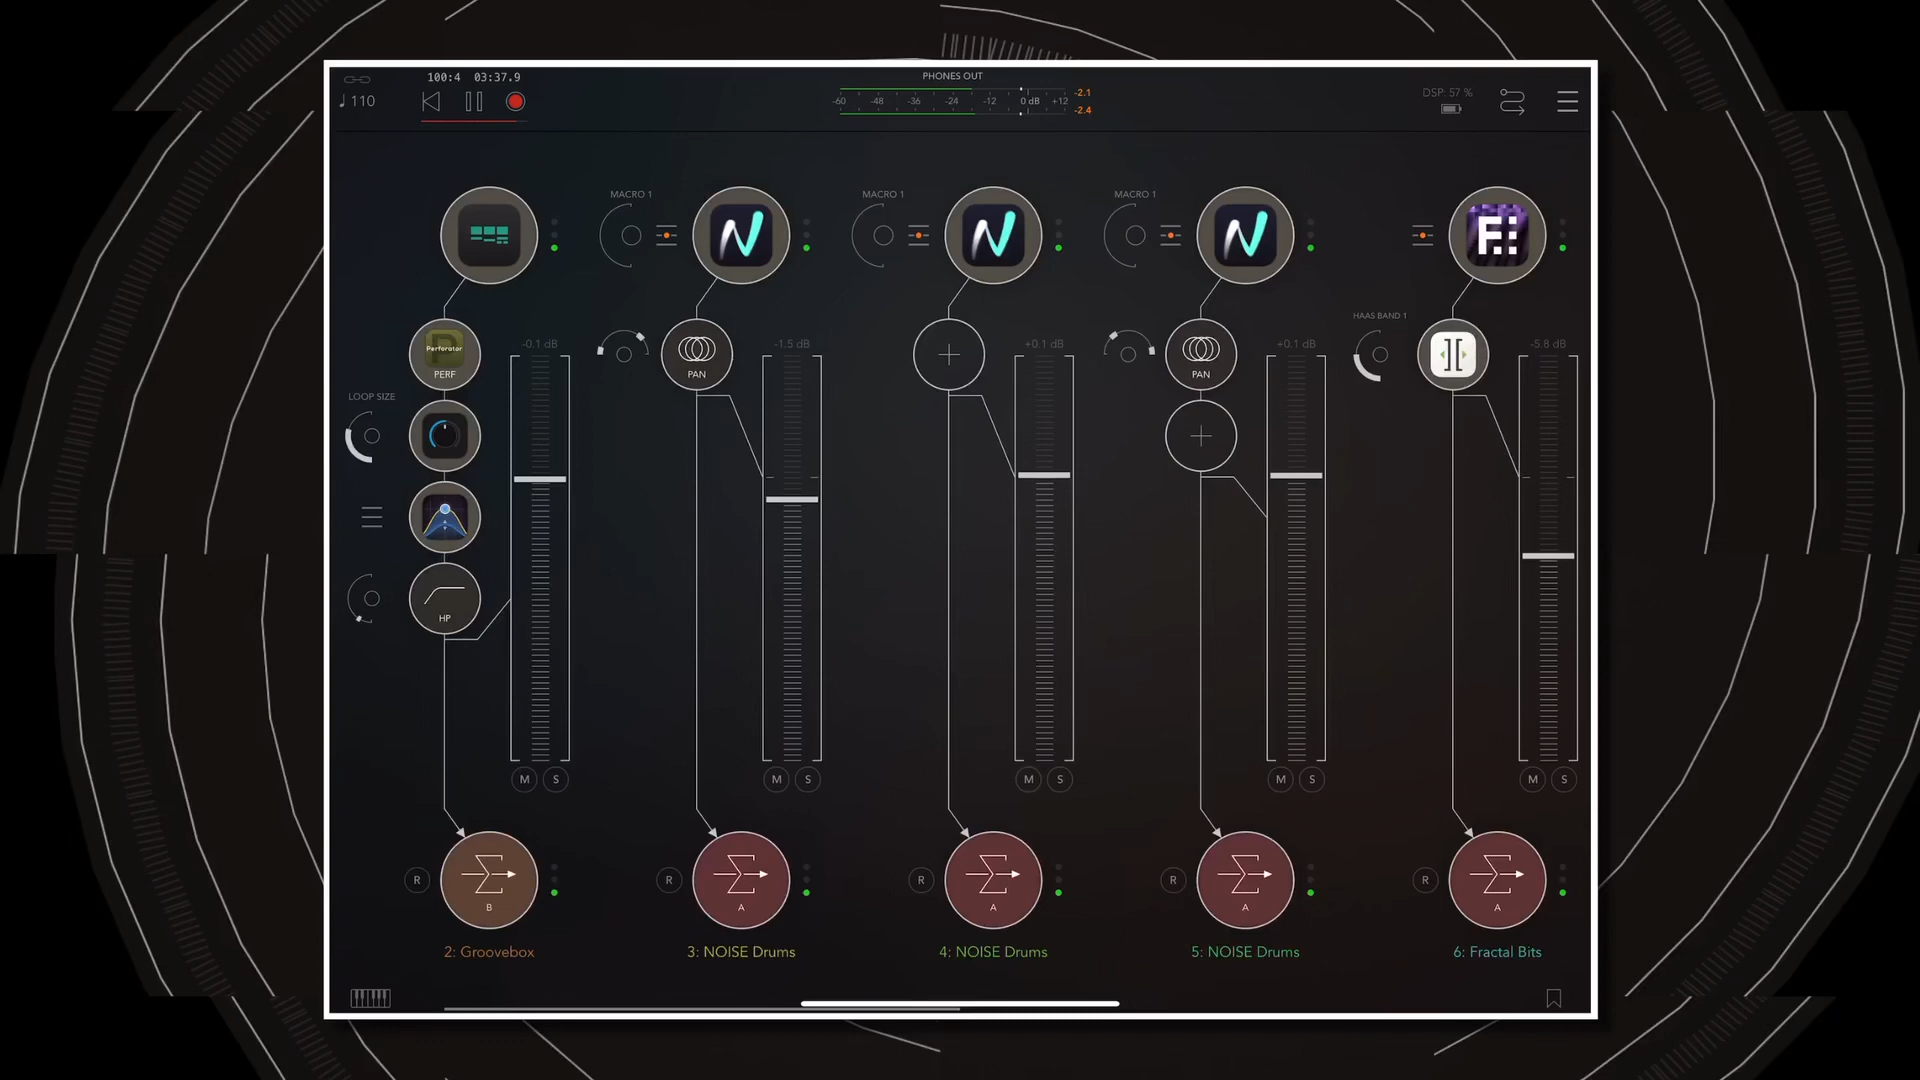 100:4 03:37.9
PHONES OUT
♩110
-60 -48 -36 -24 -12 0 dB +12
-2.1
-2.4
DSP: 57 %
MACRO 1
MACRO 1
MACRO 1
N
N
N
F
HAAS BAND 1
Perforator
PERF
PAN
PAN
-0.1 dB
-1.5 dB
+0.1 dB
+0.1 dB
-5.8 dB
LOOP SIZE
HP
M S
M S
M S
M S
M S
R
R
R
R
R
B
A
A
A
A
2: Groovebox
3: NOISE Drums
4: NOISE Drums
5: NOISE Drums
6: Fractal Bits